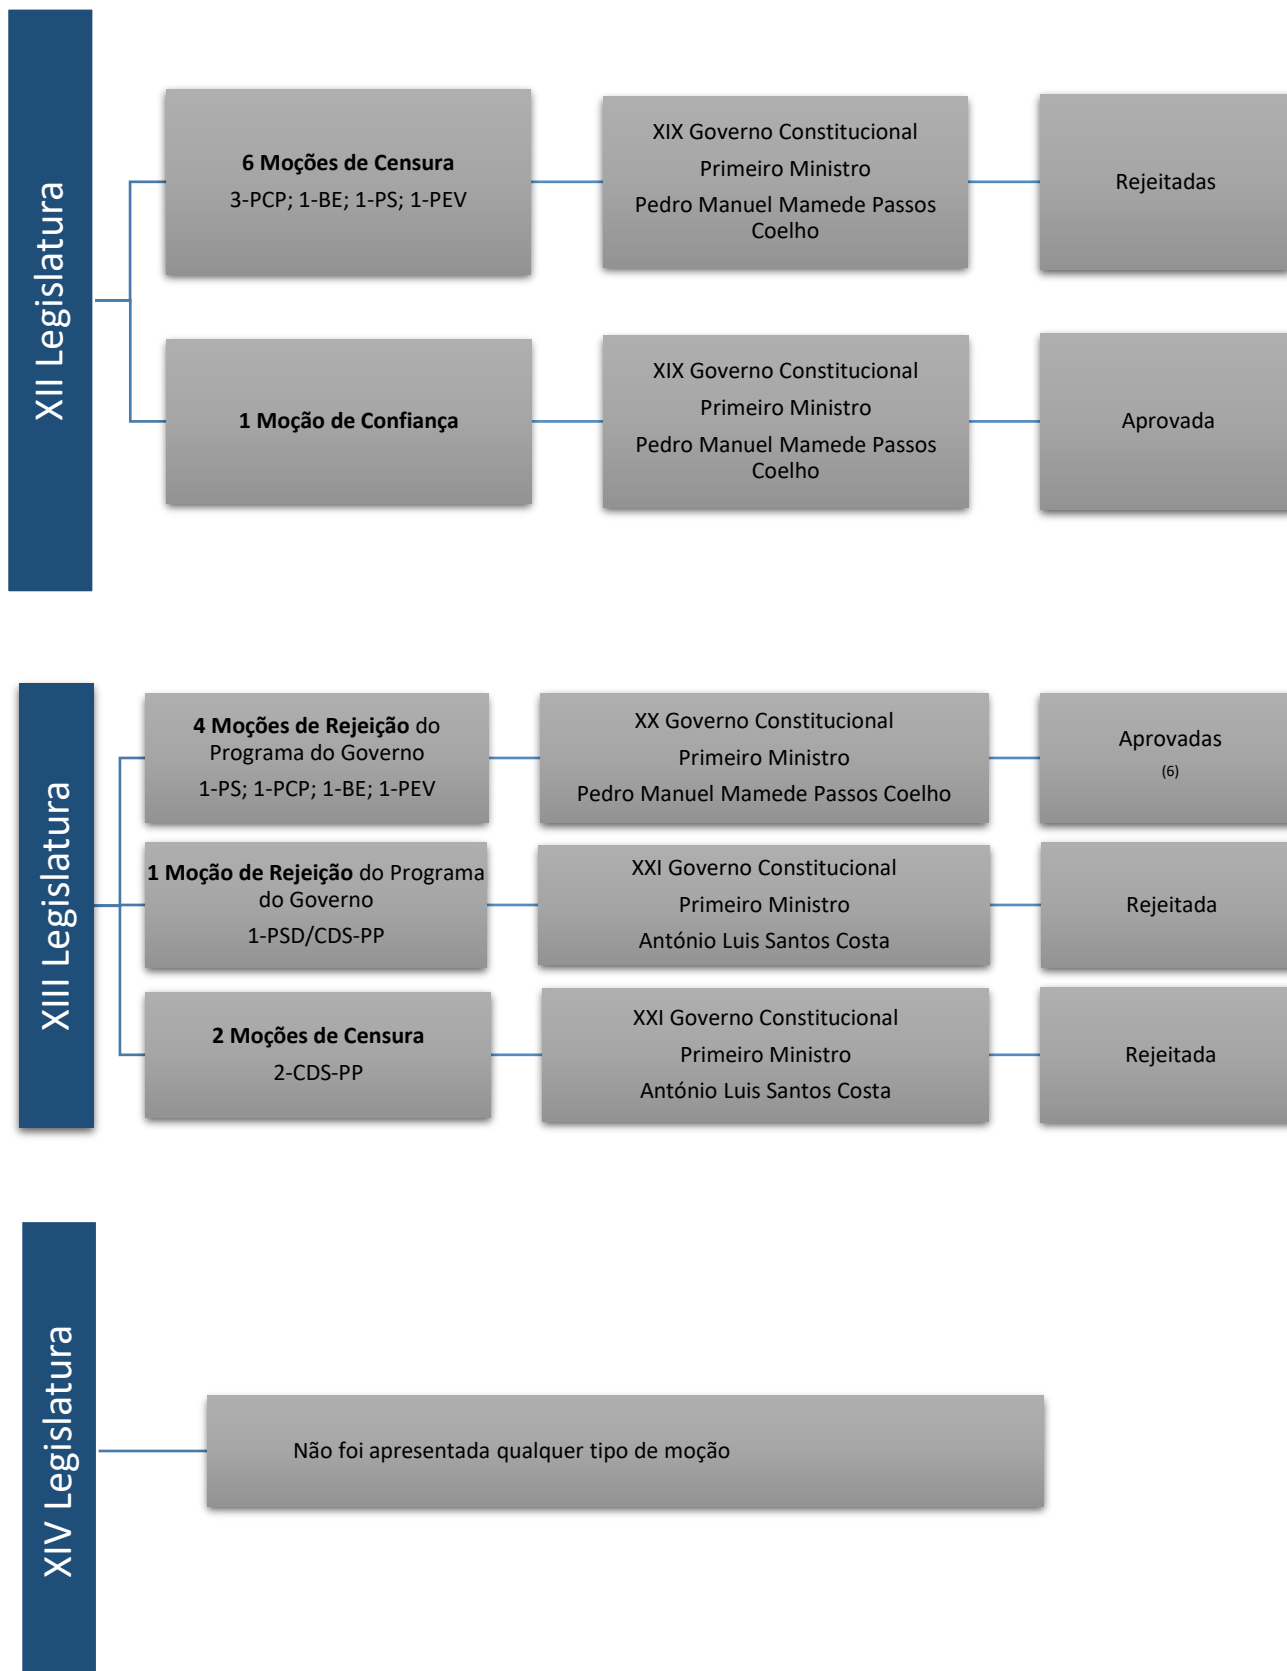 XII Legislatura
6 Moções de Censura
3-PCP; 1-BE; 1-PS; 1-PEV
XIX Governo Constitucional
Primeiro Ministro
Pedro Manuel Mamede Passos
Coelho
Rejeitadas
1 Moção de Confiança
XIX Governo Constitucional
Primeiro Ministro
Pedro Manuel Mamede Passos
Coelho
Aprovada
XIII Legislatura
4 Moções de Rejeição do
Programa do Governo
1-PS; 1-PCP; 1-BE; 1-PEV
XX Governo Constitucional
Primeiro Ministro
Pedro Manuel Mamede Passos Coelho
Aprovadas
(6)
1 Moção de Rejeição do Programa
do Governo
1-PSD/CDS-PP
XXI Governo Constitucional
Primeiro Ministro
António Luis Santos Costa
Rejeitada
2 Moções de Censura
2-CDS-PP
XXI Governo Constitucional
Primeiro Ministro
António Luis Santos Costa
Rejeitada
XIV Legislatura
Não foi apresentada qualquer tipo de moção